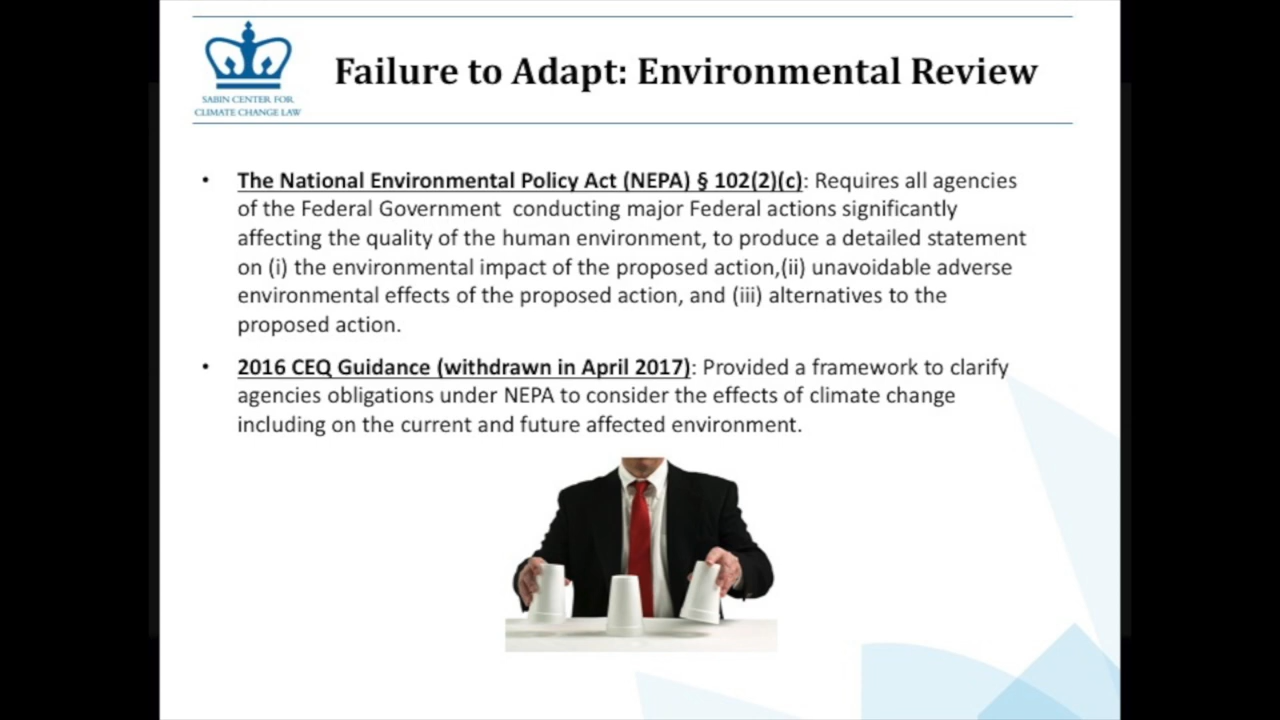 SABIN CENTER FOR
CLIMATE CHANGE LAW
Failure to Adapt: Environmental Review
• The National Environmental Policy Act (NEPA) § 102(2)(c): Requires all agencies
of the Federal Government  conducting major Federal actions significantly
affecting the quality of the human environment, to produce a detailed statement
on (i) the environmental impact of the proposed action,(ii) unavoidable adverse
environmental effects of the proposed action, and (iii) alternatives to the
proposed action.
• 2016 CEQ Guidance (withdrawn in April 2017): Provided a framework to clarify
agencies obligations under NEPA to consider the effects of climate change
including on the current and future affected environment.